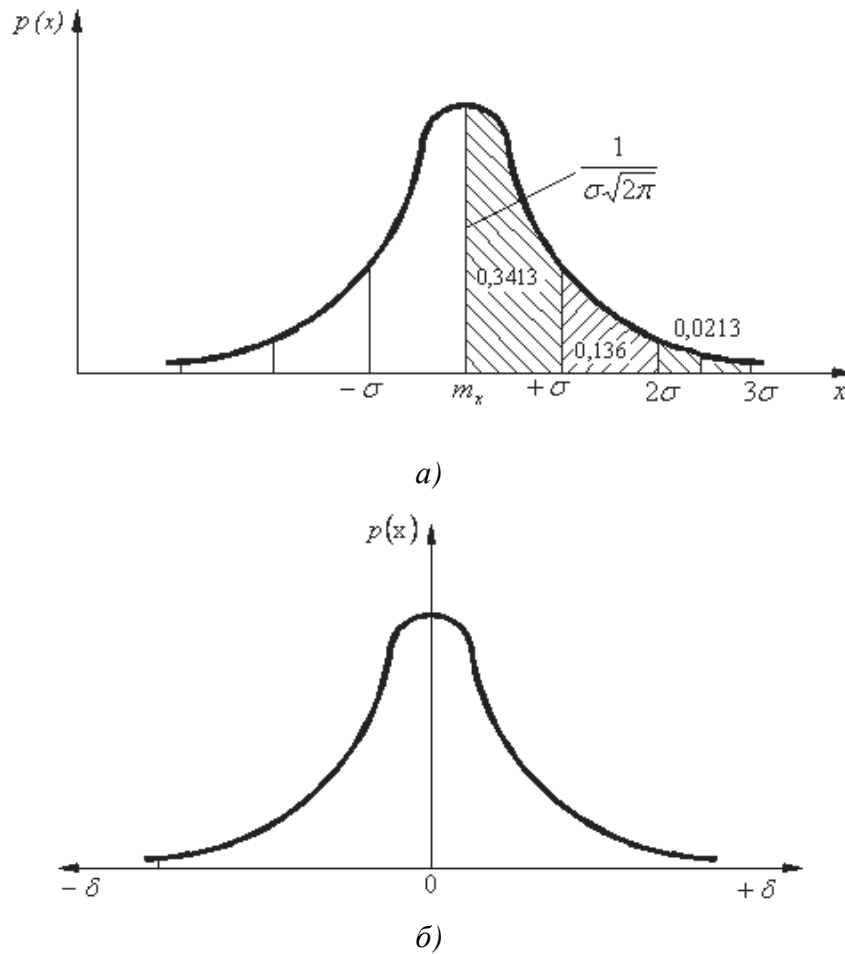 p (x)
1
σ√2π
0,3413
0,0213
0,136
− σ m_x + σ 2σ 3σ x
а)
p(x)
− δ 0 + δ
б)